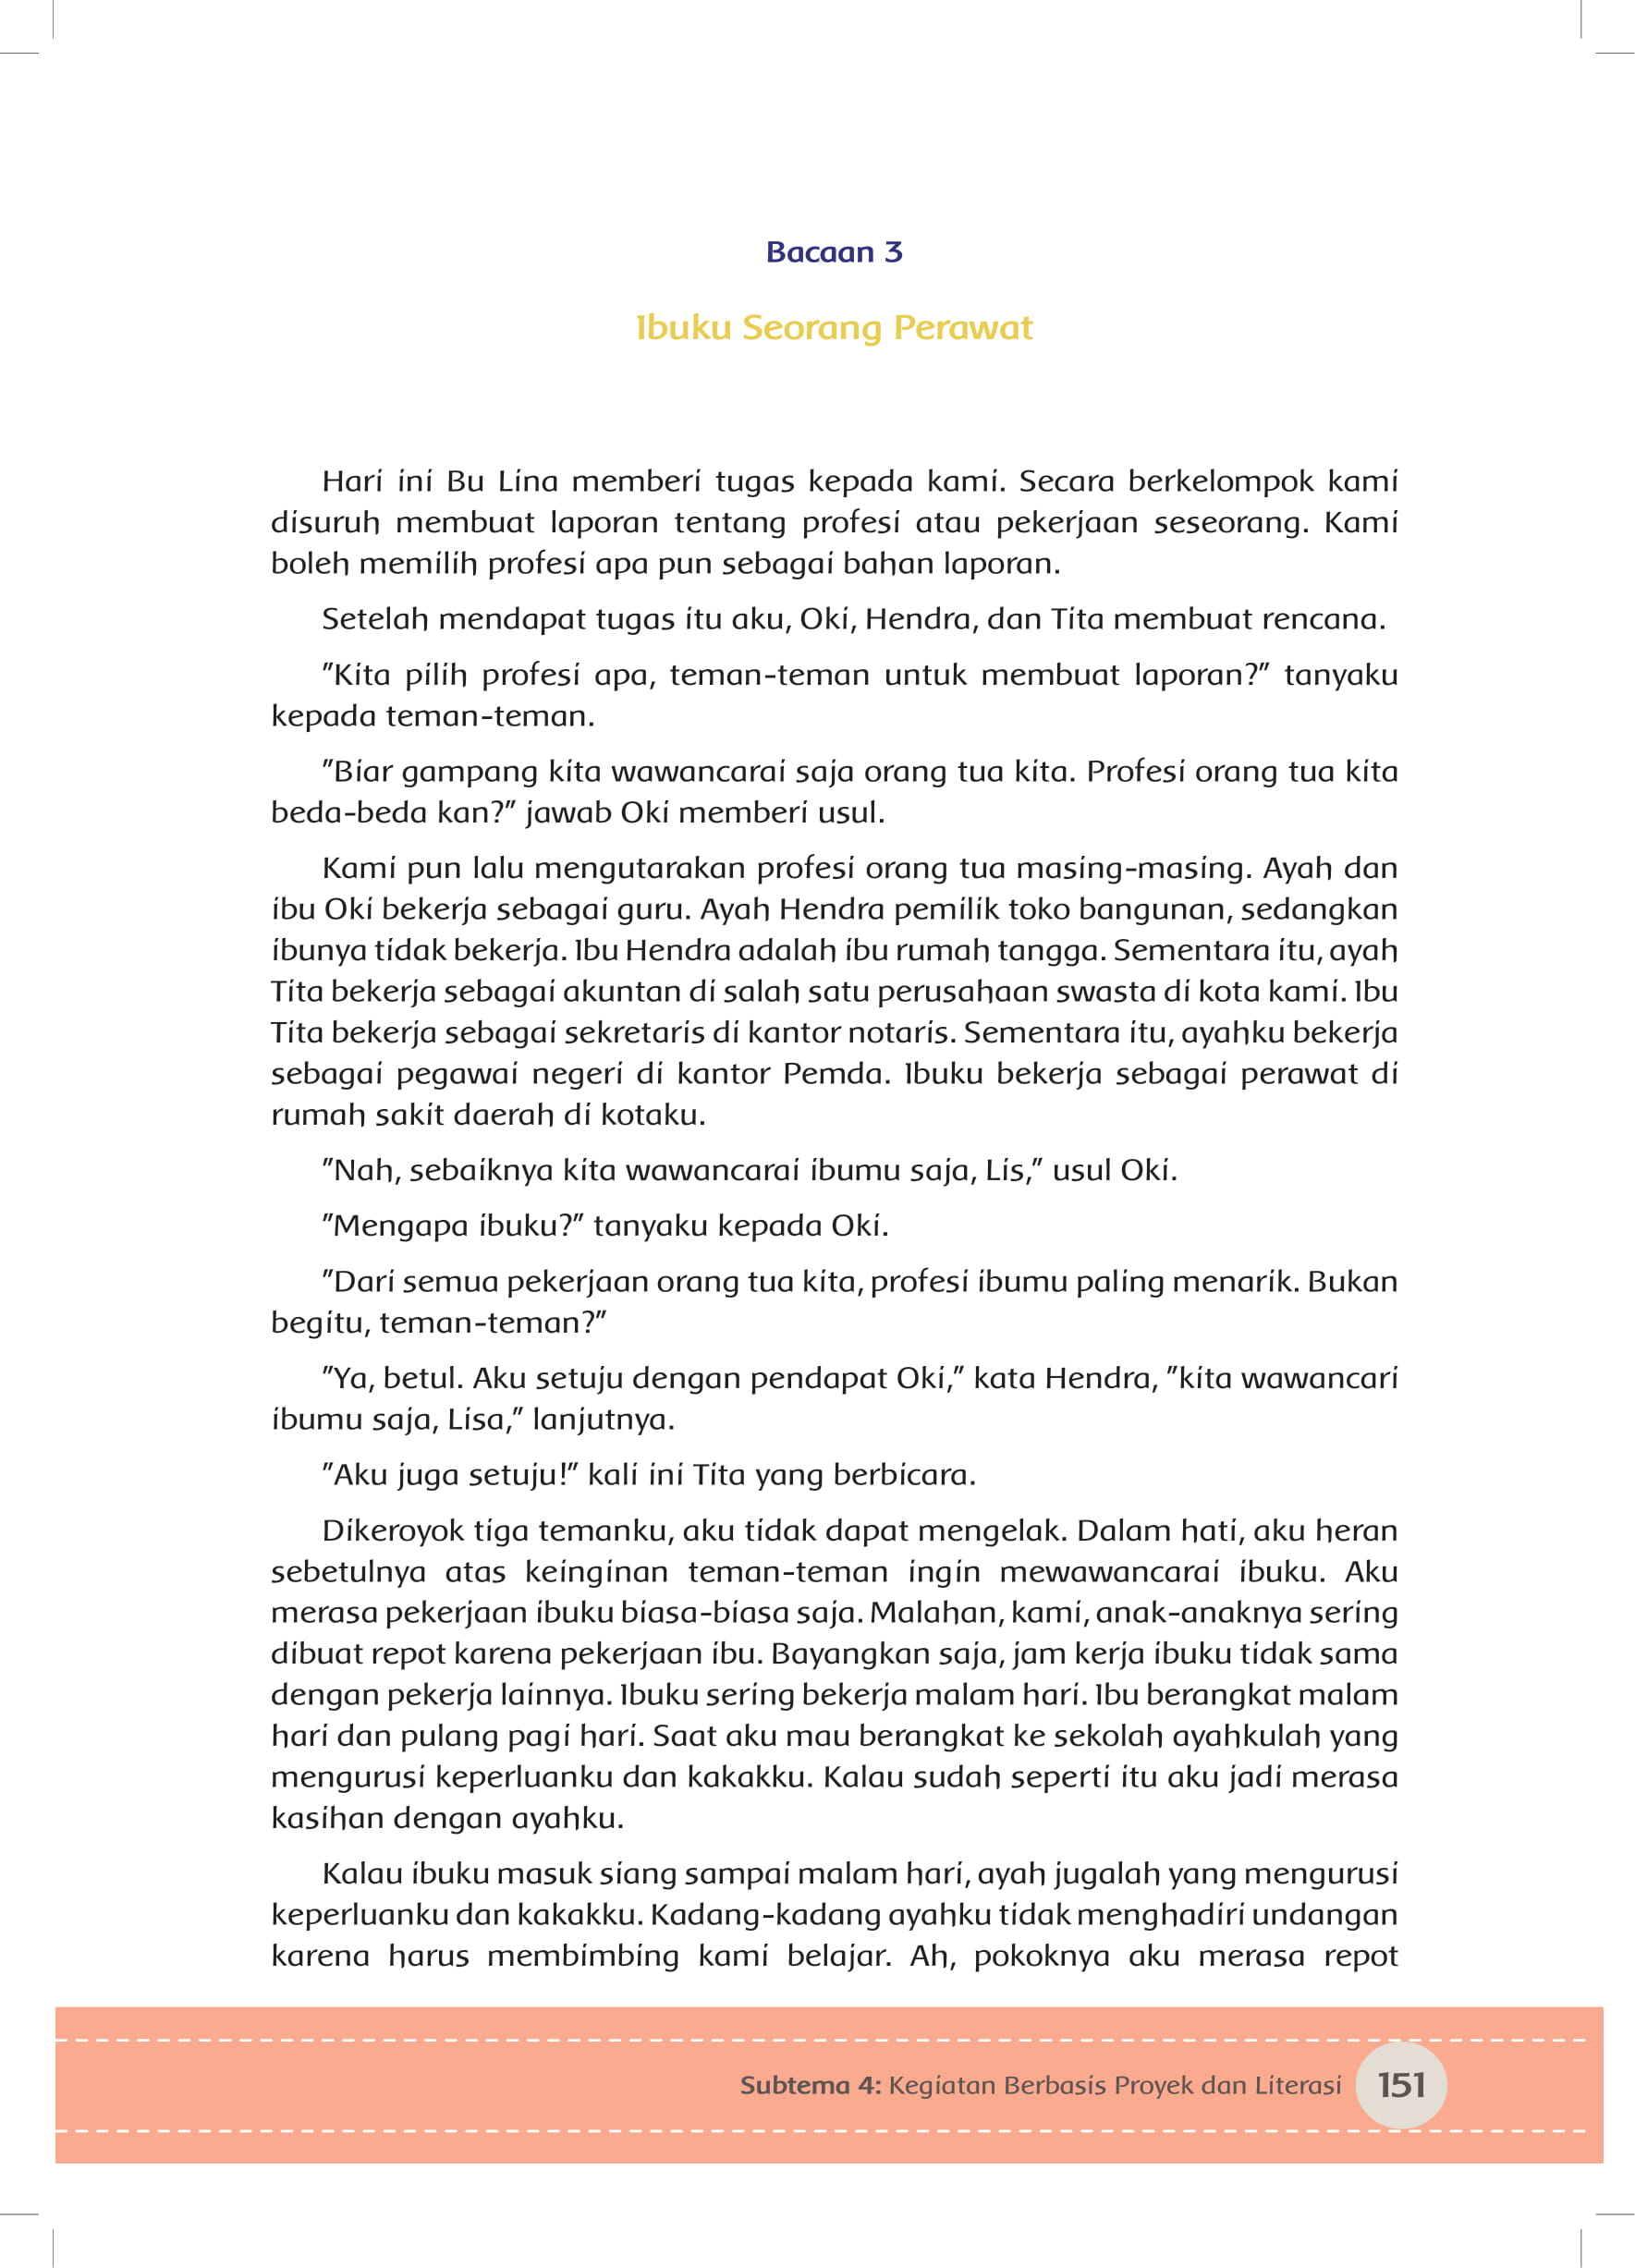 Bacaan 3
Ibuku Seorang Perawat
Hari ini Bu Lina memberi tugas kepada kami. Secara berkelompok kami
disuruh membuat laporan tentang profesi atau pekerjaan seseorang. Kami
boleh memilih profesi apa pun sebagai bahan laporan.
Setelah mendapat tugas itu aku, Oki, Hendra, dan Tita membuat rencana.
"Kita pilih profesi apa, teman-teman untuk membuat laporan?" tanyaku
kepada teman-teman.
"Biar gampang kita wawancarai saja orang tua kita. Profesi orang tua kita
beda-beda kan?" jawab Oki memberi usul.
Kami pun lalu mengutarakan profesi orang tua masing-masing. Ayah dan
ibu Oki bekerja sebagai guru. Ayah Hendra pemilik toko bangunan, sedangkan
ibunya tidak bekerja. Ibu Hendra adalah ibu rumah tangga. Sementara itu, ayah
Tita bekerja sebagai akuntan di salah satu perusahaan swasta di kota kami. Ibu
Tita bekerja sebagai sekretaris di kantor notaris. Sementara itu, ayahku bekerja
sebagai pegawai negeri di kantor Pemda. Ibuku bekerja sebagai perawat di
rumah sakit daerah di kotaku.
"Nah, sebaiknya kita wawancarai ibumu saja, Lis," usul Oki.
"Mengapa ibuku?" tanyaku kepada Oki.
"Dari semua pekerjaan orang tua kita, profesi ibumu paling menarik. Bukan
begitu, teman-teman?"
"Ya, betul. Aku setuju dengan pendapat Oki," kata Hendra, "kita wawancari
ibumu saja, Lisa," lanjutnya.
"Aku juga setuju!" kali ini Tita yang berbicara.
Dikeroyok tiga temanku, aku tidak dapat mengelak. Dalam hati, aku heran
sebetulnya atas keinginan teman-teman ingin mewawancarai ibuku. Aku
merasa pekerjaan ibuku biasa-biasa saja. Malahan, kami, anak-anaknya sering
dibuat repot karena pekerjaan ibu. Bayangkan saja, jam kerja ibuku tidak sama
dengan pekerja lainnya. Ibuku sering bekerja malam hari. Ibu berangkat malam
hari dan pulang pagi hari. Saat aku mau berangkat ke sekolah ayahkulah yang
mengurusi keperluanku dan kakakku. Kalau sudah seperti itu aku jadi merasa
kasihan dengan ayahku.
Kalau ibuku masuk siang sampai malam hari, ayah jugalah yang mengurusi
keperluanku dan kakakku. Kadang-kadang ayahku tidak menghadiri undangan
karena harus membimbing kami belajar. Ah, pokoknya aku merasa repot
Subtema 4: Kegiatan Berbasis Proyek dan Literasi 151